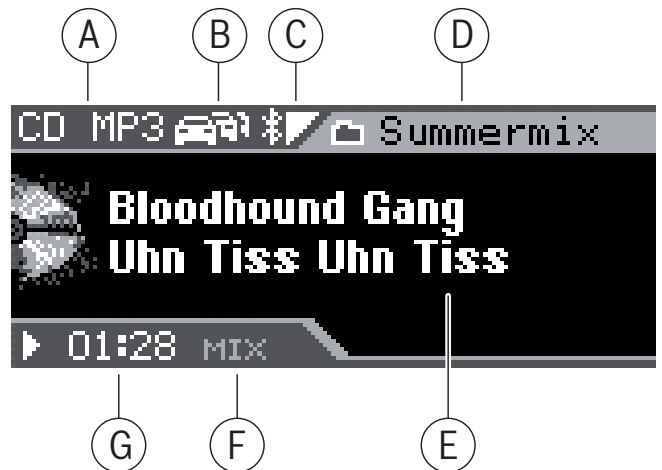 A B C D
CD MP3 Summermix
Bloodhound Gang
Uhn Tiss Uhn Tiss
01:28 MIX
G F E